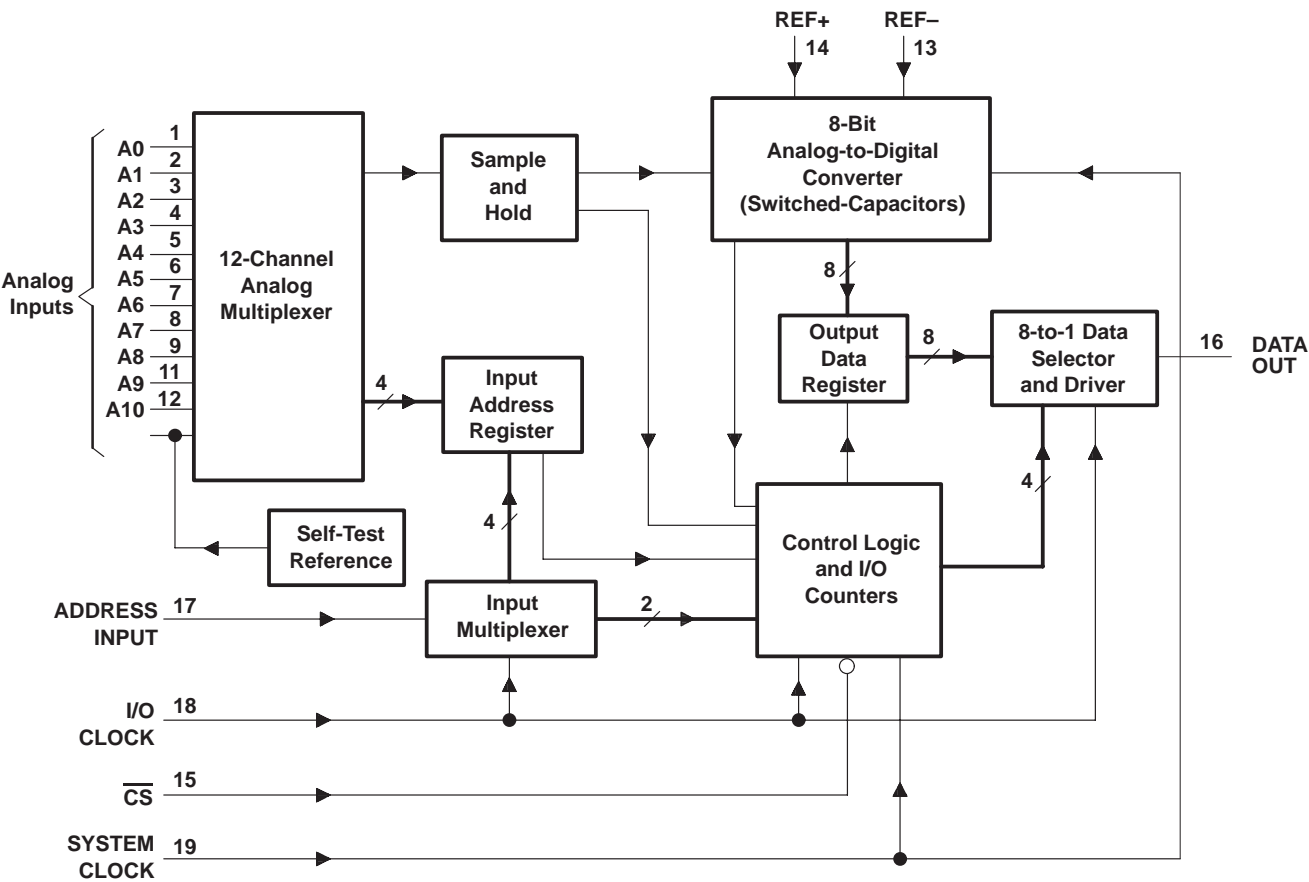 REF+
REF–
14
13
Analog
Inputs
A0
1
A1
2
A2
3
A3
4
A4
5
A5
6
A6
7
A7
8
A8
9
A9
11
A10
12
12-Channel
Analog
Multiplexer
Sample
and
Hold
8-Bit
Analog-to-Digital
Converter
(Switched-Capacitors)
8
Output
Data
Register
8
8-to-1 Data
Selector
and Driver
16
DATA
OUT
4
Input
Address
Register
4
4
Self-Test
Reference
Control Logic
and I/O
Counters
ADDRESS
INPUT
17
Input
Multiplexer
2
I/O
CLOCK
18
CS
15
SYSTEM
CLOCK
19